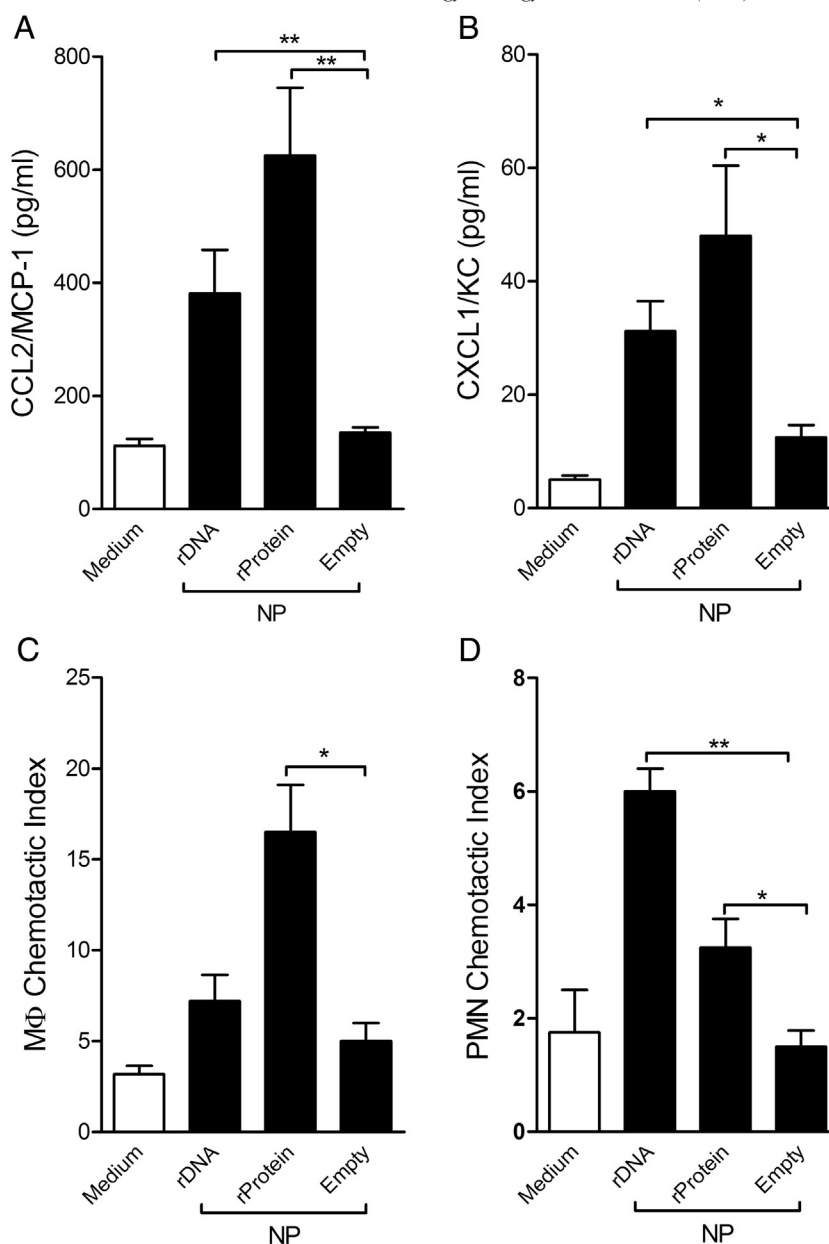 A
CCL2/MCP-1 (pg/ml)
800
600
400
200
0
**
**
Medium
rDNA
rProtein
Empty
NP
B
CXCL1/KC (pg/ml)
80
60
40
20
0
*
*
Medium
rDNA
rProtein
Empty
NP
C
MΦ Chemotactic Index
25
20
15
10
5
0
*
Medium
rDNA
rProtein
Empty
NP
D
PMN Chemotactic Index
8
6
4
2
0
**
*
Medium
rDNA
rProtein
Empty
NP